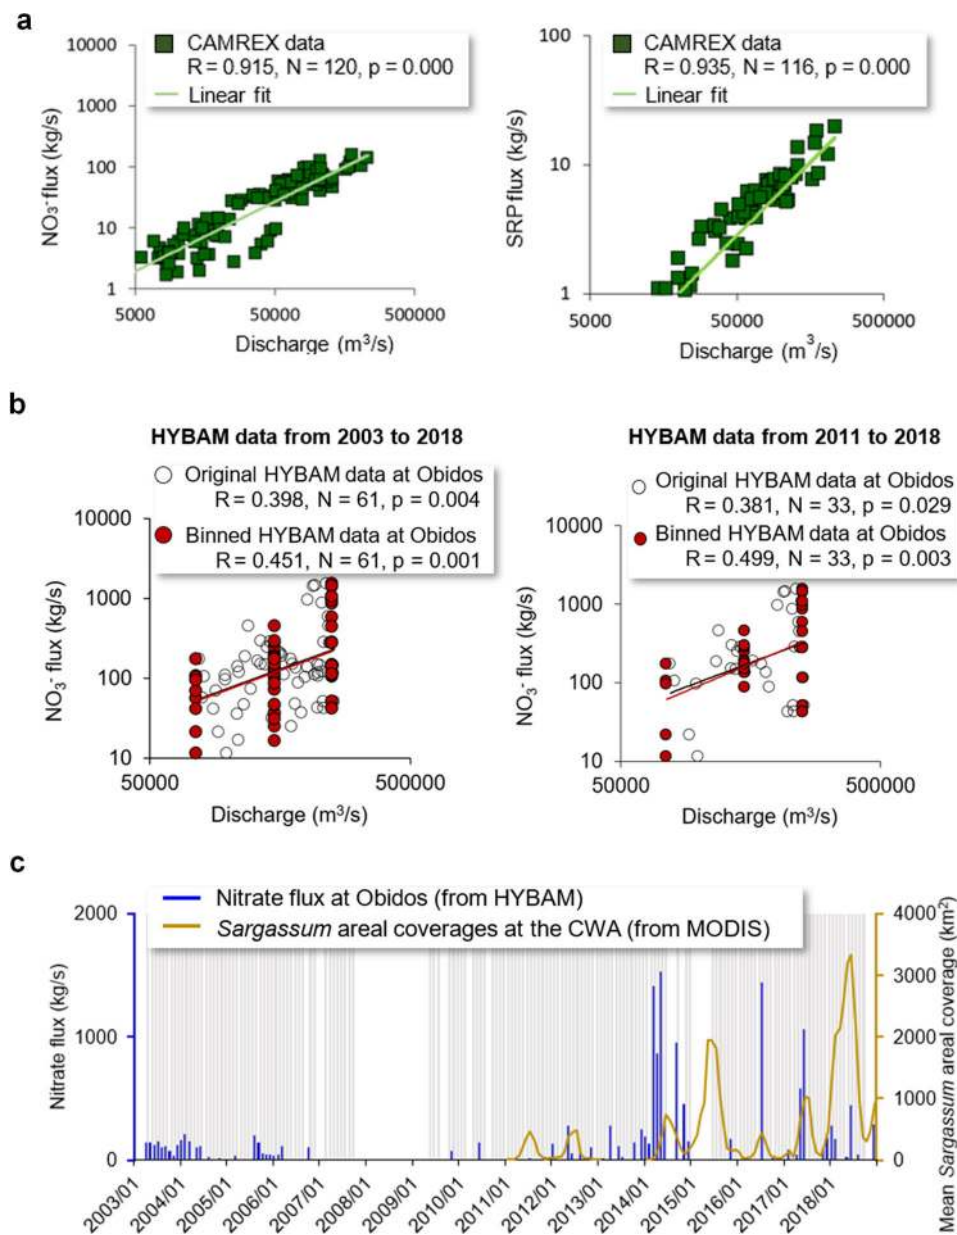 a
CAMREX data
R = 0.915, N = 120, p = 0.000
Linear fit
10000
1000
100
10
1
5000
50000
500000
NO₃⁻ flux (kg/s)
Discharge (m³/s)
CAMREX data
R = 0.935, N = 116, p = 0.000
Linear fit
100
10
1
5000
50000
500000
SRP flux (kg/s)
Discharge (m³/s)
b
HYBAM data from 2003 to 2018
Original HYBAM data at Obidos
R = 0.398, N = 61, p = 0.004
Binned HYBAM data at Obidos
R = 0.451, N = 61, p = 0.001
10000
1000
100
10
50000
500000
NO₃⁻ flux (kg/s)
Discharge (m³/s)
HYBAM data from 2011 to 2018
Original HYBAM data at Obidos
R = 0.381, N = 33, p = 0.029
Binned HYBAM data at Obidos
R = 0.499, N = 33, p = 0.003
10000
1000
100
10
50000
500000
NO₃⁻ flux (kg/s)
Discharge (m³/s)
c
Nitrate flux at Obidos (from HYBAM)
Sargassum areal coverages at the CWA (from MODIS)
2000
1000
0
Nitrate flux (kg/s)
4000
3000
2000
1000
0
Mean Sargassum areal coverage (km²)
2003/01
2004/01
2005/01
2006/01
2007/01
2008/01
2009/01
2010/01
2011/01
2012/01
2013/01
2014/01
2015/01
2016/01
2017/01
2018/01